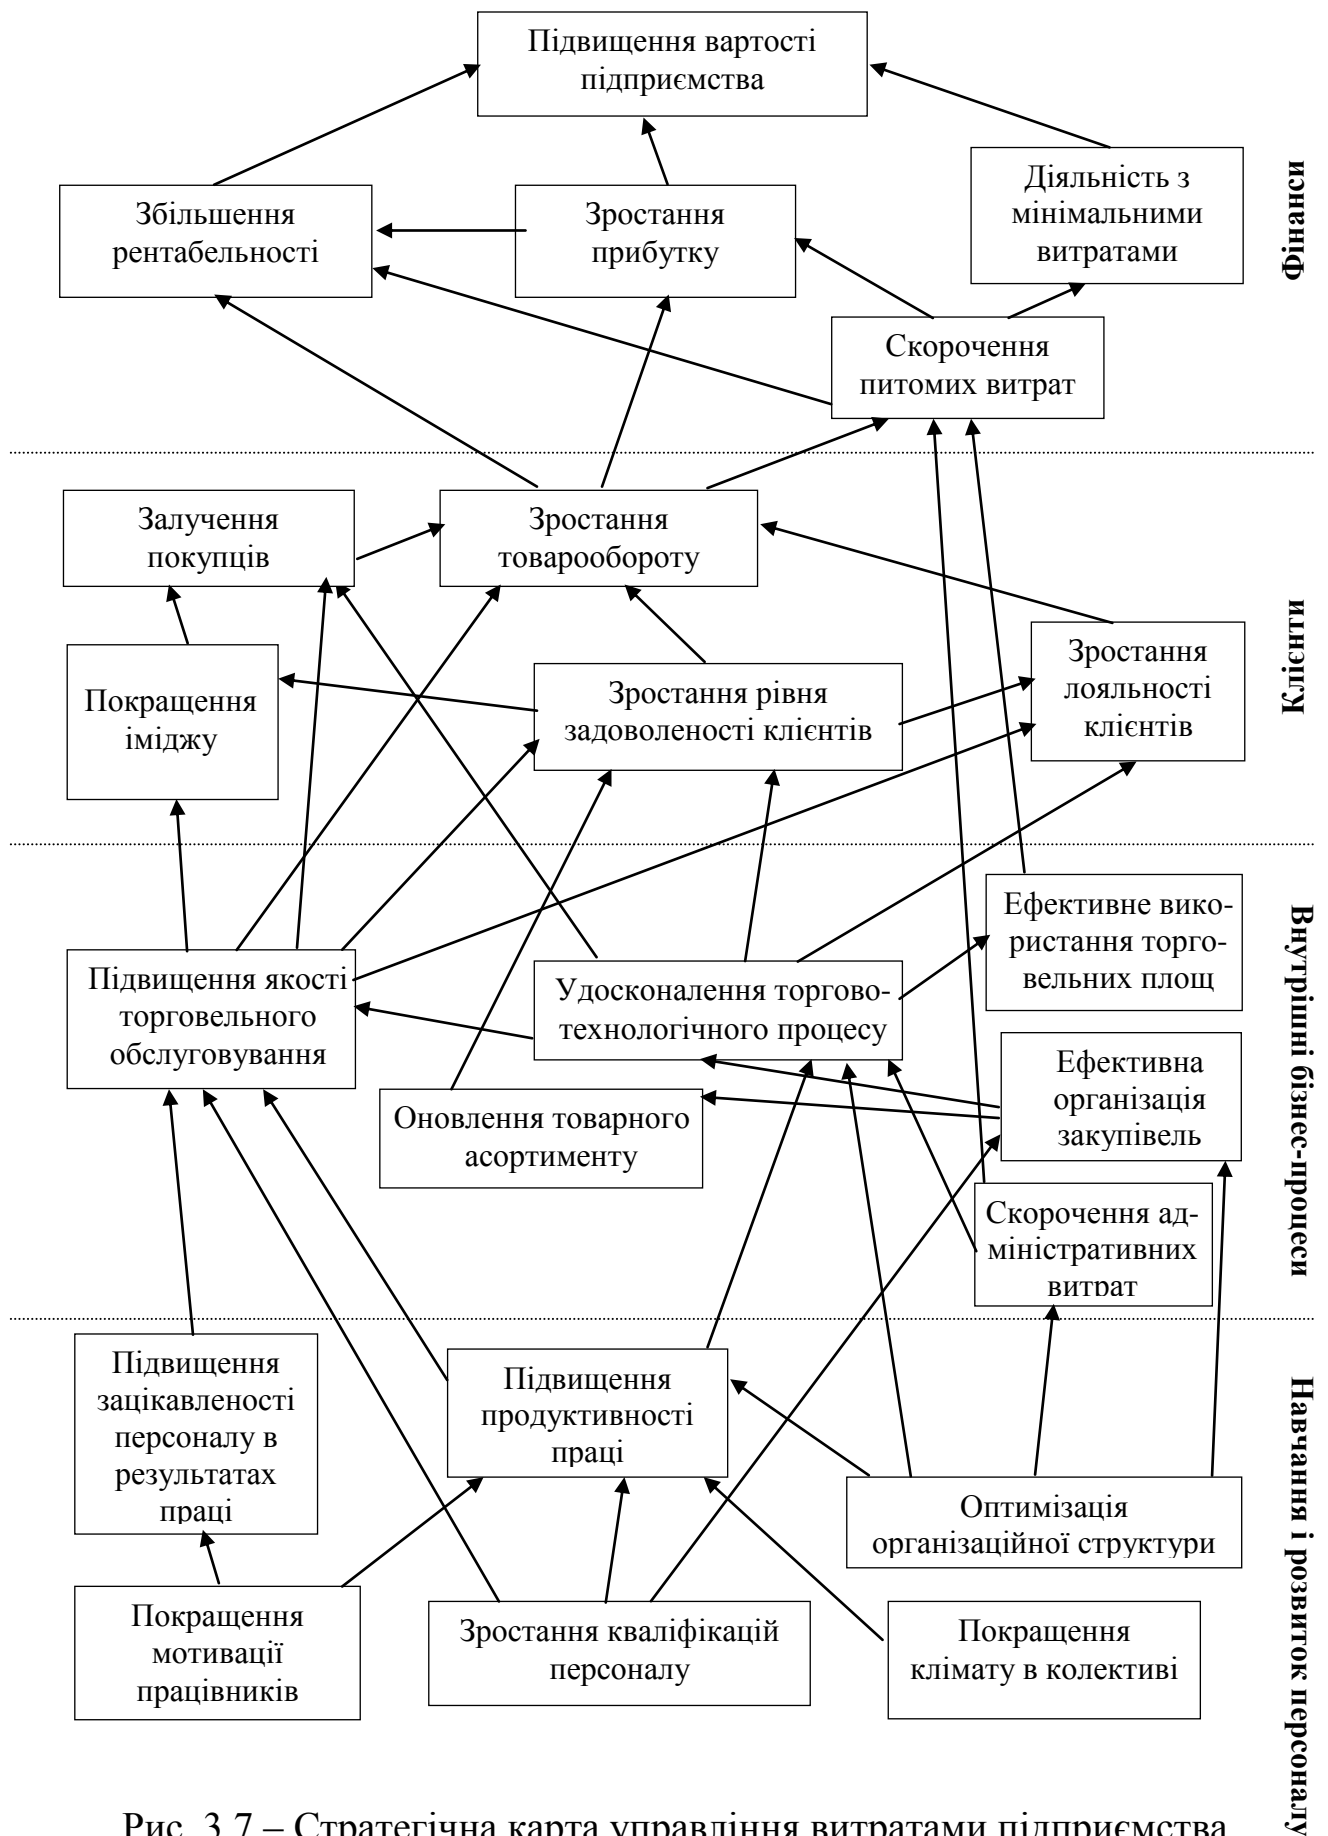 Підвищення вартості
підприємства
Збільшення
рентабельності
Зростання
прибутку
Діяльність з
мінімальними
витратами
Скорочення
питомих витрат
Фінанси
Залучення
покупців
Зростання
товарообороту
Покращення
іміджу
Зростання рівня
задоволеності клієнтів
Зростання
лояльності
клієнтів
Клієнти
Ефективне вико-
ристання торго-
вельних площ
Підвищення якості
торговельного
обслуговування
Удосконалення торгово-
технологічного процесу
Ефективна
організація
закупівель
Оновлення товарного
асортименту
Скорочення ад-
міністративних
витрат
Внутрішні бізнес-процеси
Підвищення
зацікавленості
персоналу в
результатах
праці
Підвищення
продуктивності
праці
Оптимізація
організаційної структури
Покращення
мотивації
працівників
Зростання кваліфікацій
персоналу
Покращення
клімату в колективі
Навчання і розвиток персоналу
Рис. 3.7 – Стратегічна карта управління витратами підприємства